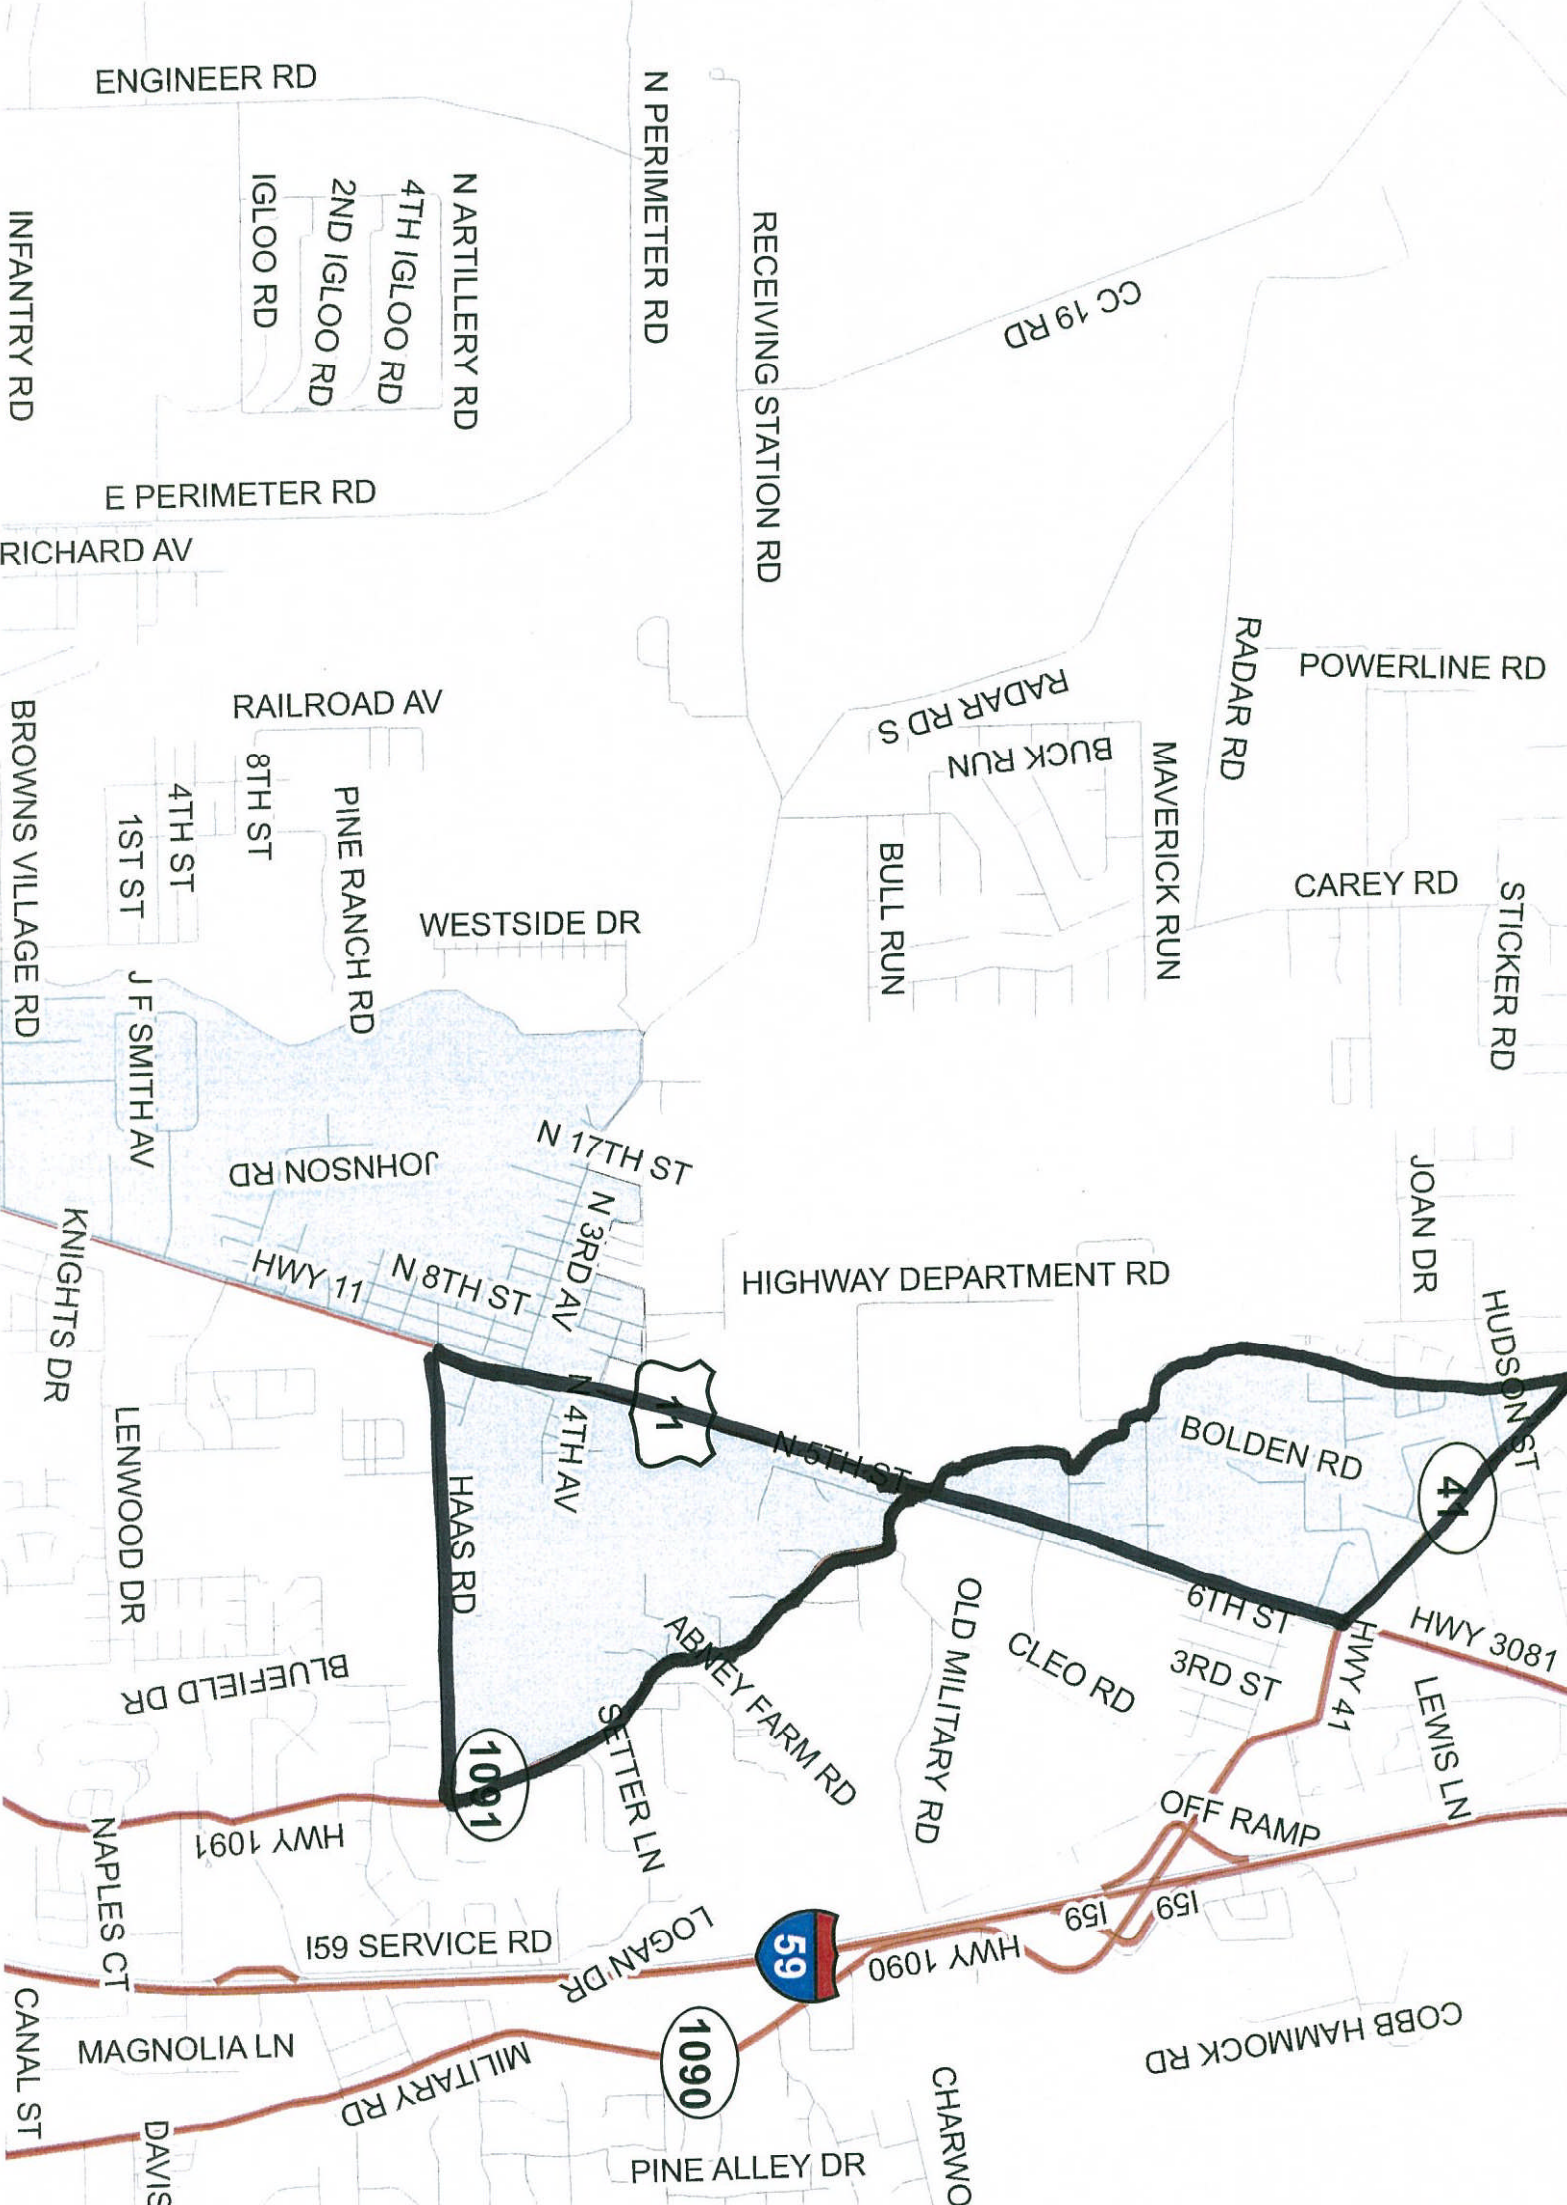 ENGINEER RD
N PERIMETER RD
N ARTILLERY RD
4TH IGLOO RD
2ND IGLOO RD
IGLOO RD
INFANTRY RD
RECEIVING STATION RD
CC 19 RD
E PERIMETER RD
RICHARD AV
RADAR RD
POWERLINE RD
RADAR RD S
BUCK RUN
MAVERICK RUN
RAILROAD AV
BROWNS VILLAGE RD
8TH ST
4TH ST
1ST ST
PINE RANCH RD
BULL RUN
CAREY RD
STICKER RD
WESTSIDE DR
J F SMITH AV
N 17TH ST
JOHNSON RD
JOAN DR
N 3RD AV
KNIGHTS DR
HWY 11
N 8TH ST
HIGHWAY DEPARTMENT RD
HUDSON ST
11
N 4TH AV
N 5TH ST
BOLDEN RD
41
LENWOOD DR
HAAS RD
OLD MILITARY RD
6TH ST
HWY 3081
ABNEY FARM RD
CLEO RD
3RD ST
HWY 41
LEWIS LN
BLUEFIELD DR
SETTER LN
1091
OFF RAMP
HWY 1091
NAPLES CT
I59
I59
I59 SERVICE RD
LOGAN DR
59
HWY 1090
CANAL ST
MAGNOLIA LN
MILITARY RD
1090
COBB HAMMOCK RD
CHARWO
DAVIS
PINE ALLEY DR